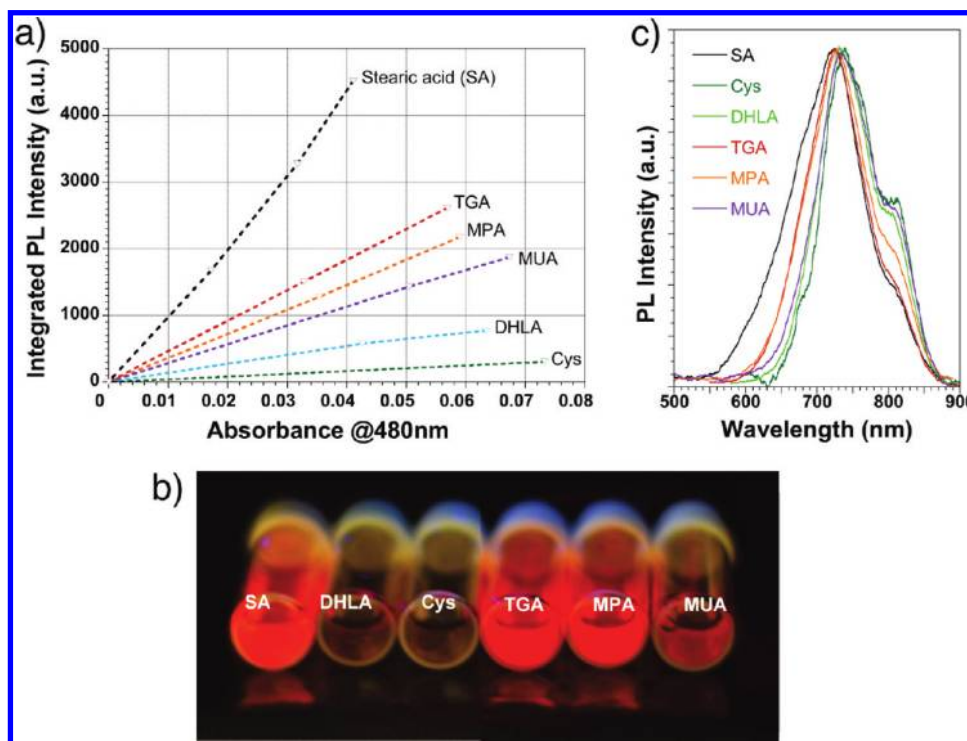 a)
Integrated PL Intensity (a.u.)
5000
4000
3000
2000
1000
0
Stearic acid (SA)
TGA
MPA
MUA
DHLA
Cys
0 0.01 0.02 0.03 0.04 0.05 0.06 0.07 0.08
Absorbance @480nm
c)
PL Intensity (a.u.)
SA
Cys
DHLA
TGA
MPA
MUA
500 600 700 800 900
Wavelength (nm)
b)
SA DHLA Cys TGA MPA MUA